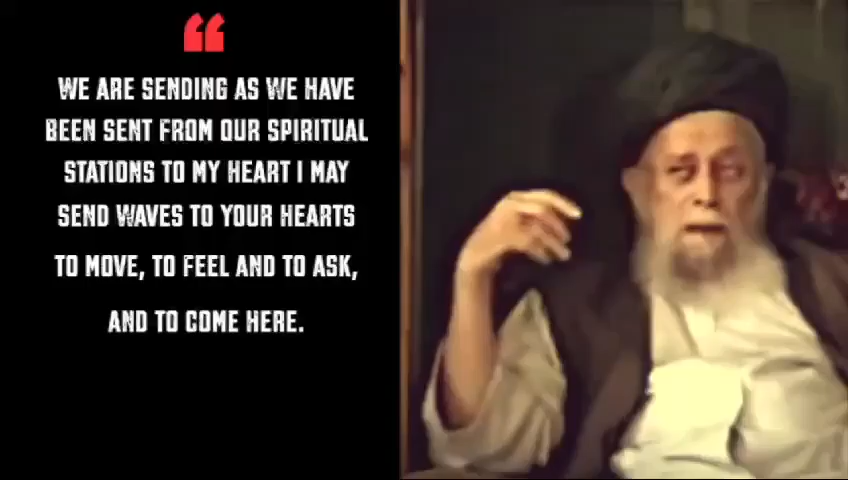 “
WE ARE SENDING AS WE HAVE
BEEN SENT FROM OUR SPIRITUAL
STATIONS TO MY HEART I MAY
SEND WAVES TO YOUR HEARTS
TO MOVE, TO FEEL AND TO ASK,
AND TO COME HERE.